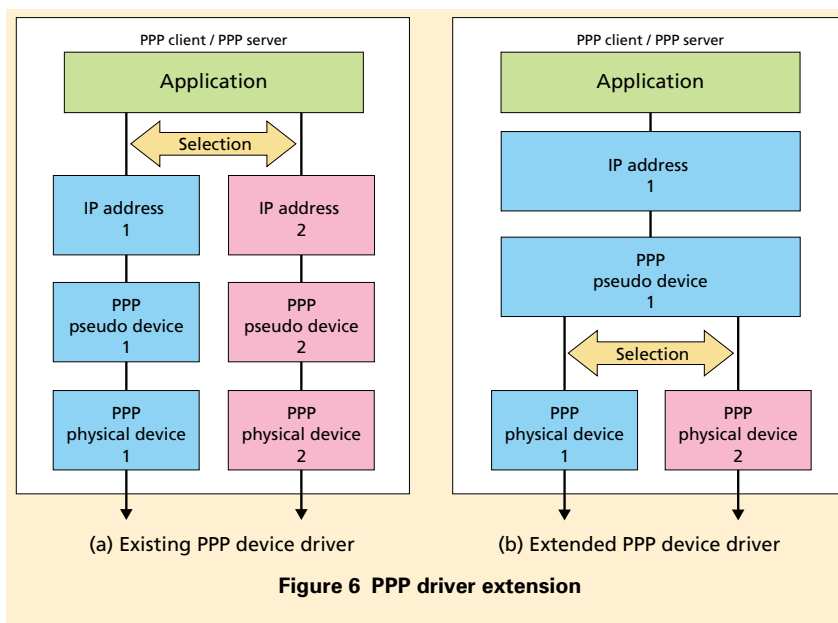 PPP client / PPP server
Application
Selection
IP address
1
IP address
2
PPP
pseudo device
1
PPP
pseudo device
2
PPP
physical device
1
PPP
physical device
2
(a) Existing PPP device driver
PPP client / PPP server
Application
IP address
1
PPP
pseudo device
1
Selection
PPP
physical device
1
PPP
physical device
2
(b) Extended PPP device driver
Figure 6 PPP driver extension